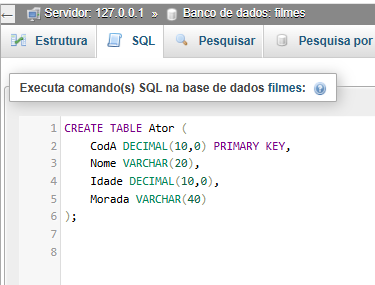 ← Servidor: 127.0.0.1 » Banco de dados: filmes
Estrutura SQL Pesquisar Pesquisa por
Executa comando(s) SQL na base de dados filmes:
1 CREATE TABLE Ator (
2 CodA DECIMAL(10,0) PRIMARY KEY,
3 Nome VARCHAR(20),
4 Idade DECIMAL(10,0),
5 Morada VARCHAR(40)
6 );
7
8